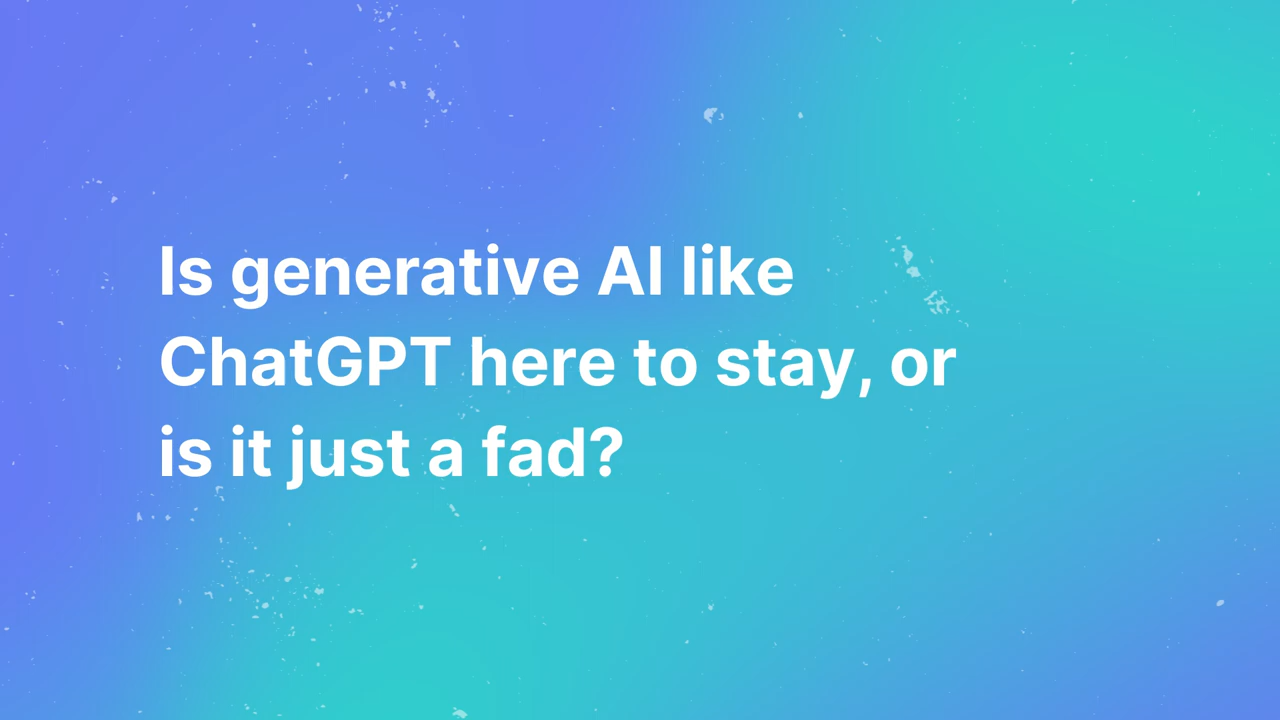 Is generative AI like
ChatGPT here to stay, or
is it just a fad?